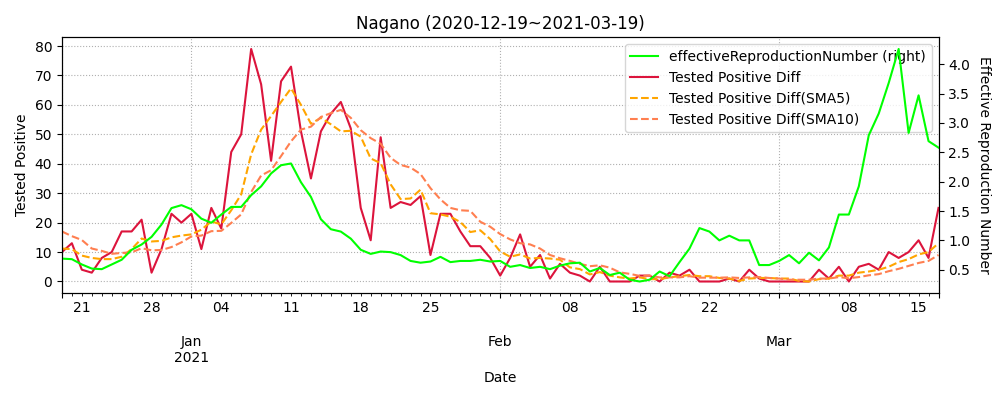 Nagano (2020-12-19~2021-03-19)
effectiveReproductionNumber (right)
Tested Positive Diff
Tested Positive Diff(SMA5)
Tested Positive Diff(SMA10)
Tested Positive
80
70
60
50
40
30
20
10
0
4.0
3.5
3.0
2.5
2.0
1.5
1.0
0.5
Effective Reproduction Number
21 28 04 11 18 25 08 15 22 08 15
Jan Feb Mar
2021
Date